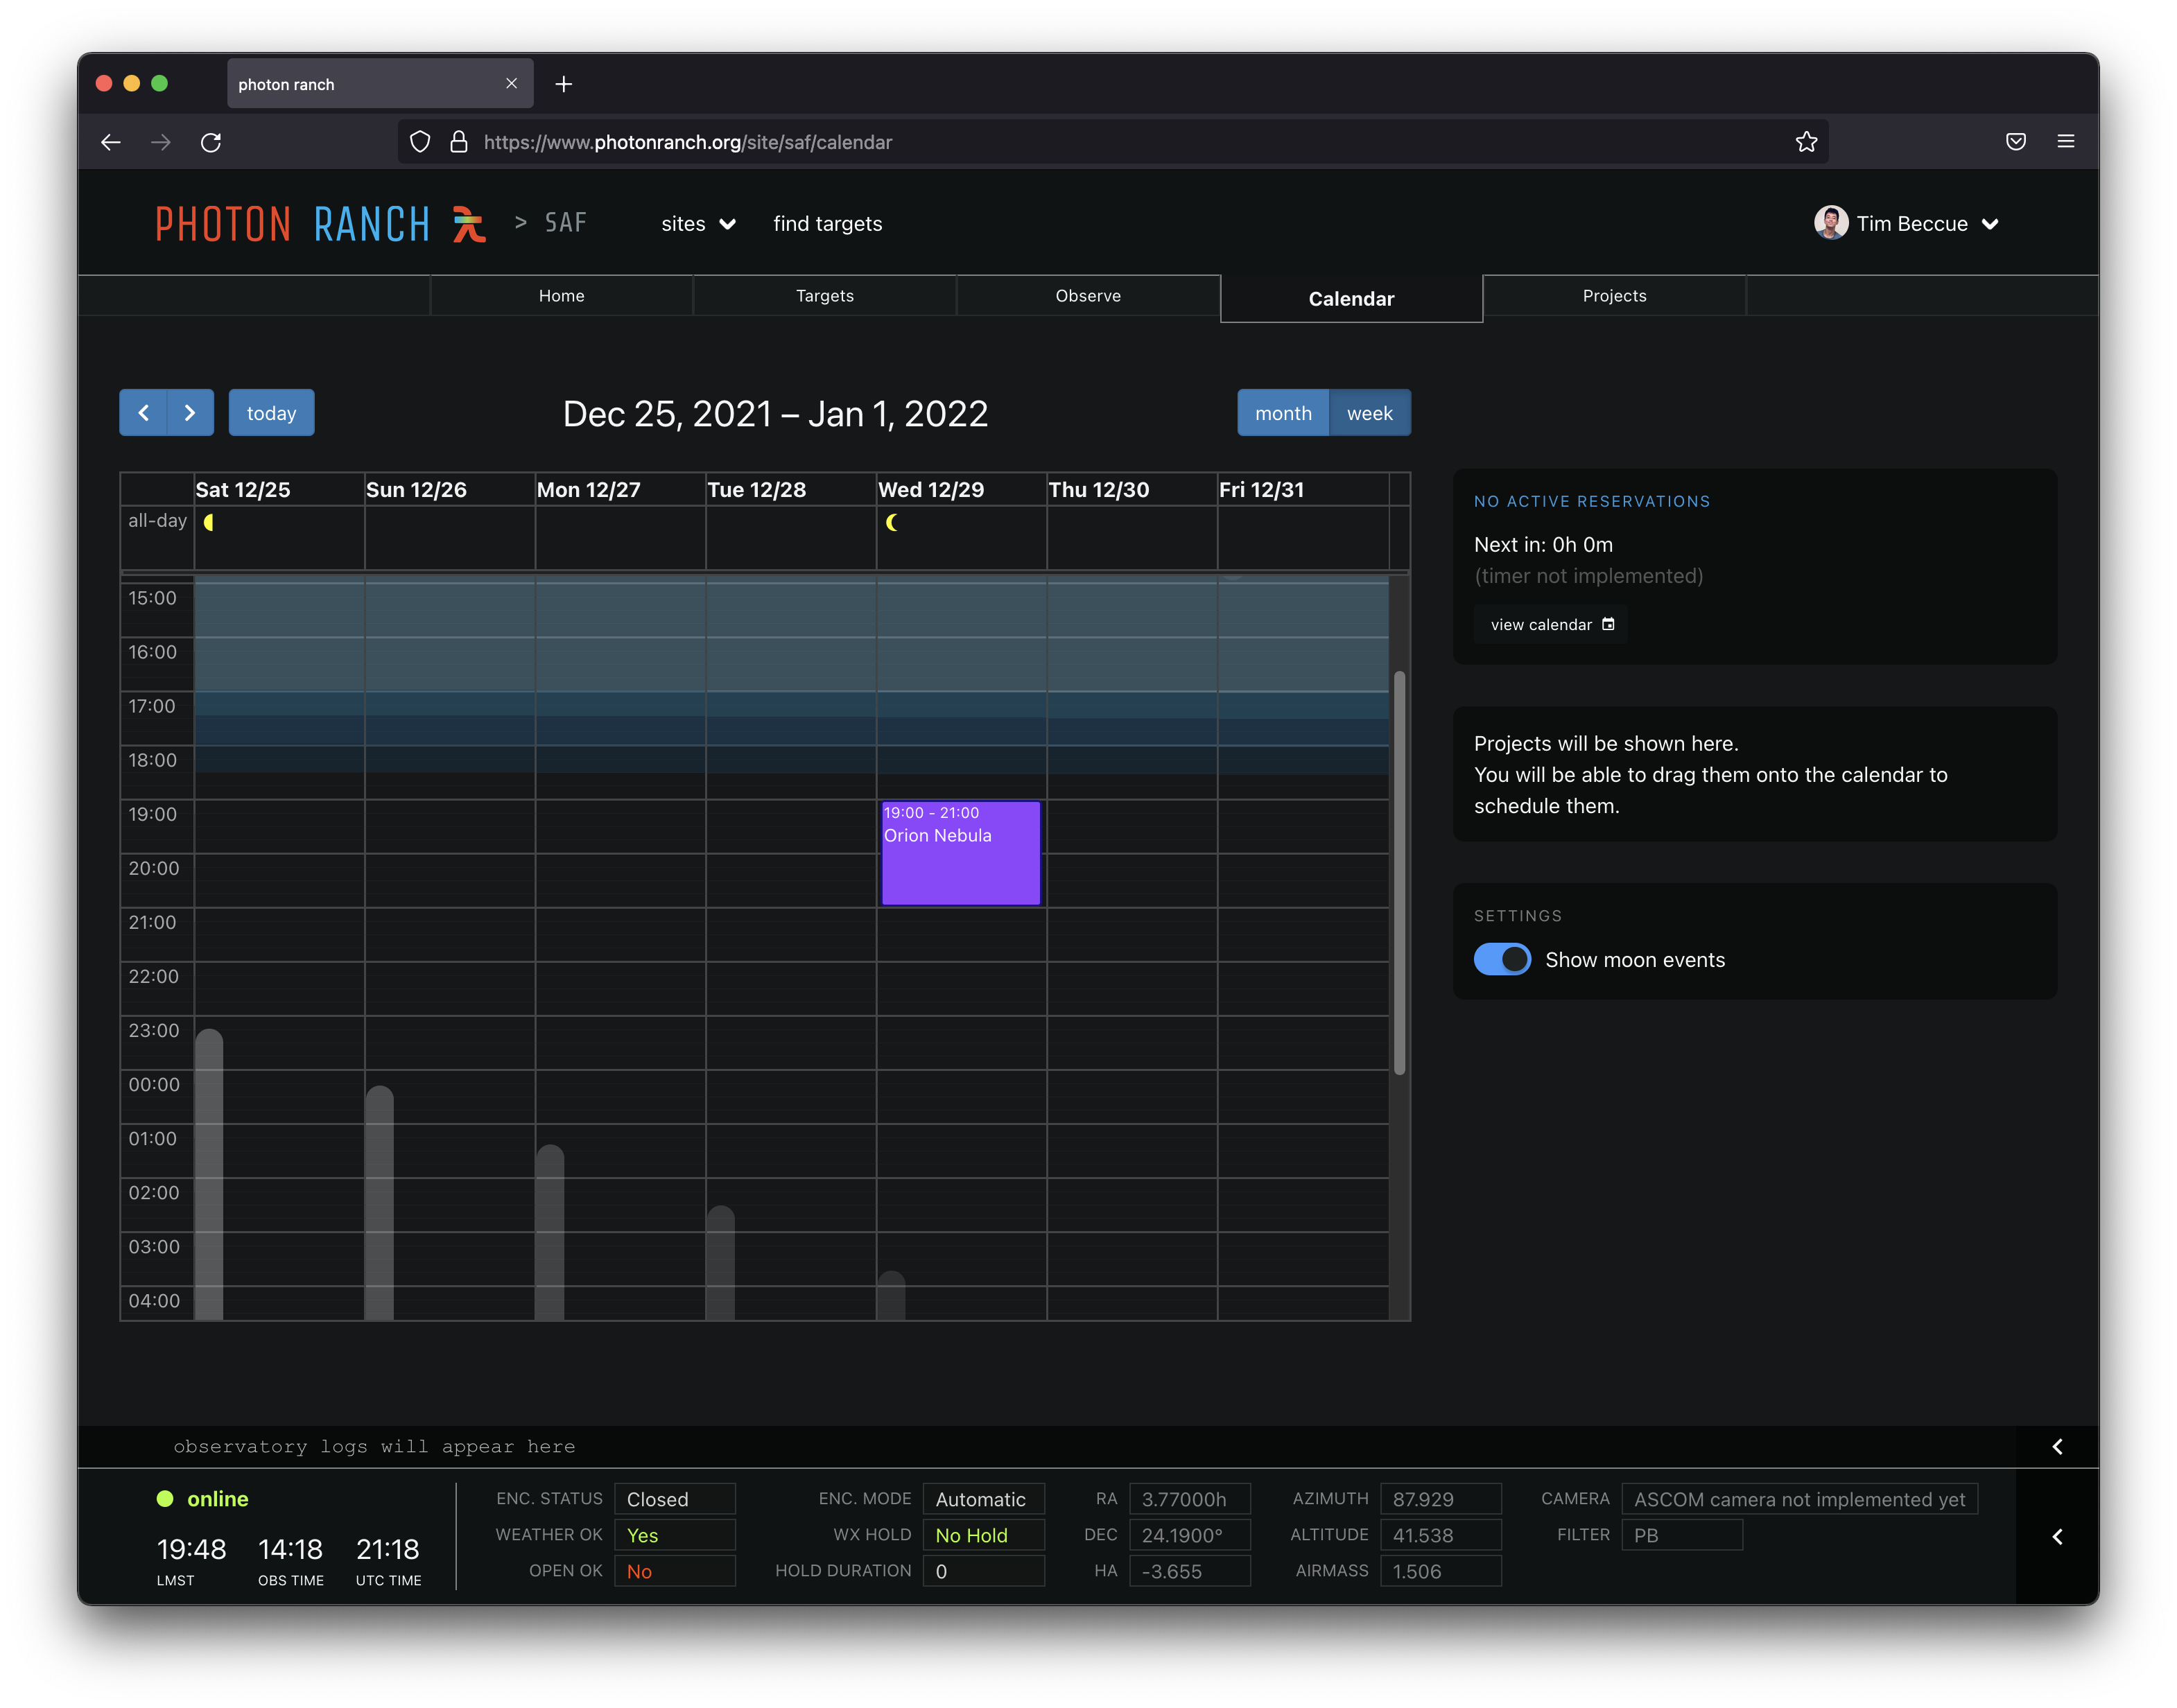 photon ranch
https://www.photonranch.org/site/saf/calendar
PHOTON RANCH > SAF
sites
find targets
Tim Beccue
Home
Targets
Observe
Calendar
Projects
today
Dec 25, 2021 – Jan 1, 2022
month
week
Sat 12/25
Sun 12/26
Mon 12/27
Tue 12/28
Wed 12/29
Thu 12/30
Fri 12/31
all-day
15:00
16:00
17:00
18:00
19:00
20:00
21:00
22:00
23:00
00:00
01:00
02:00
03:00
04:00
19:00 - 21:00
Orion Nebula
NO ACTIVE RESERVATIONS
Next in: 0h 0m
(timer not implemented)
view calendar
Projects will be shown here.
You will be able to drag them onto the calendar to
schedule them.
SETTINGS
Show moon events
observatory logs will appear here
online
19:48
LMST
14:18
OBS TIME
21:18
UTC TIME
ENC. STATUS Closed
WEATHER OK Yes
OPEN OK No
ENC. MODE Automatic
WX HOLD No Hold
HOLD DURATION 0
RA 3.77000h
DEC 24.1900°
HA -3.655
AZIMUTH 87.929
ALTITUDE 41.538
AIRMASS 1.506
CAMERA ASCOM camera not implemented yet
FILTER PB